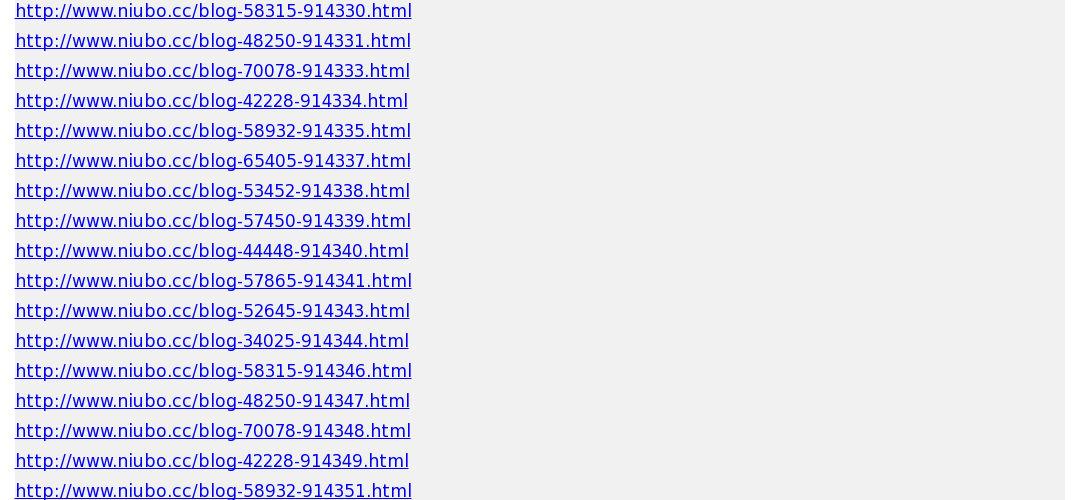 http://www.niubo.cc/blog-58315-914330.html
http://www.niubo.cc/blog-48250-914331.html
http://www.niubo.cc/blog-70078-914333.html
http://www.niubo.cc/blog-42228-914334.html
http://www.niubo.cc/blog-58932-914335.html
http://www.niubo.cc/blog-65405-914337.html
http://www.niubo.cc/blog-53452-914338.html
http://www.niubo.cc/blog-57450-914339.html
http://www.niubo.cc/blog-44448-914340.html
http://www.niubo.cc/blog-57865-914341.html
http://www.niubo.cc/blog-52645-914343.html
http://www.niubo.cc/blog-34025-914344.html
http://www.niubo.cc/blog-58315-914346.html
http://www.niubo.cc/blog-48250-914347.html
http://www.niubo.cc/blog-70078-914348.html
http://www.niubo.cc/blog-42228-914349.html
http://www.niubo.cc/blog-58932-914351.html